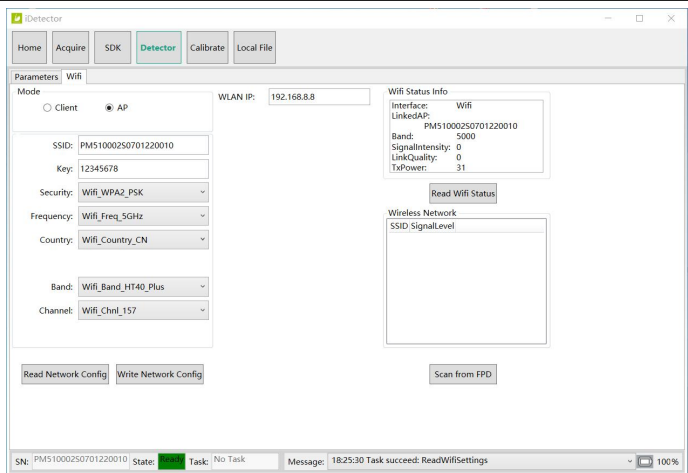 iDetector
Home Acquire SDK Detector Calibrate Local File
Parameters Wifi
Mode
Client AP
SSID: PM510002S0701220010
Key: 12345678
Security: Wifi_WPA2_PSK
Frequency: Wifi_Freq_5GHz
Country: Wifi_Country_CN
Band: Wifi_Band_HT40_Plus
Channel: Wifi_Chnl_157
Read Network Config Write Network Config
WLAN IP: 192.168.8.8
Wifi Status Info
Interface: Wifi
LinkedAP:
PM510002S0701220010
Band: 5000
SignalIntensity: 0
LinkQuality: 0
TxPower: 31
Read Wifi Status
Wireless Network
SSID SignalLevel
Scan from FPD
SN: PM510002S0701220010 State: Ready Task: No Task Message: 18:25:30 Task succeed: ReadWifiSettings 100%